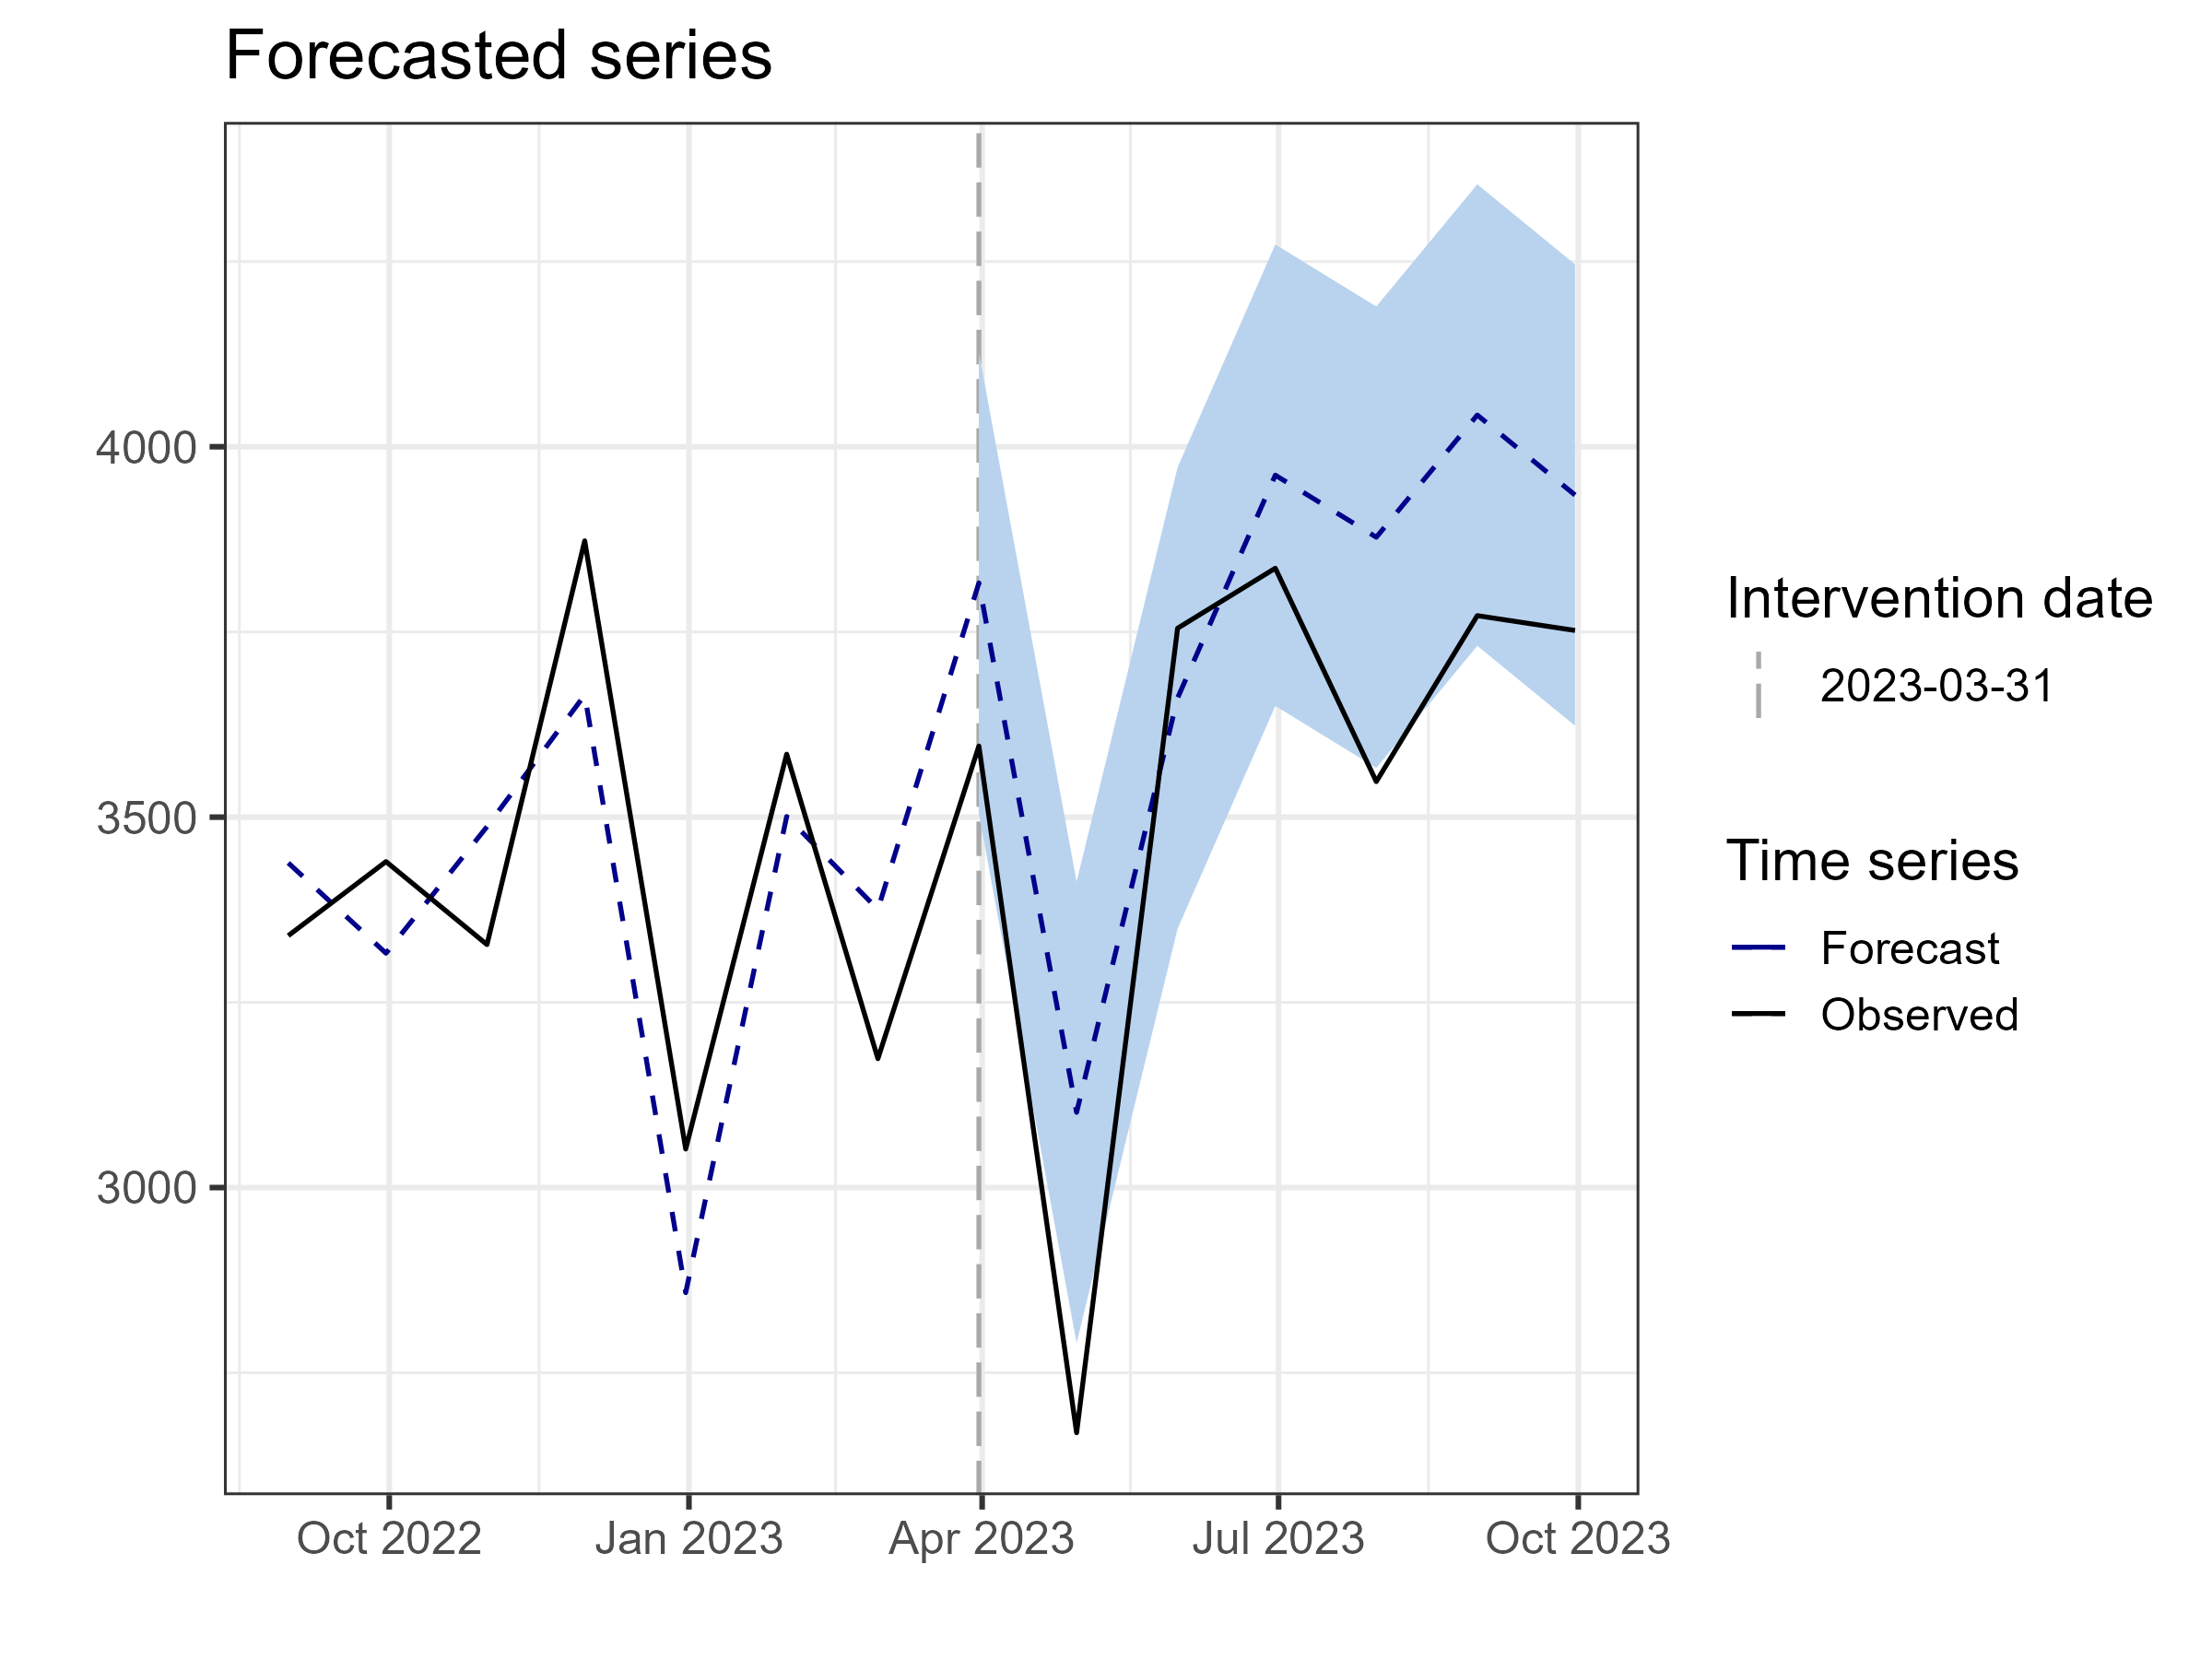 Forecasted series
4000
3500
3000
Oct 2022
Jan 2023
Apr 2023
Jul 2023
Oct 2023
Intervention date
2023-03-31
Time series
Forecast
Observed